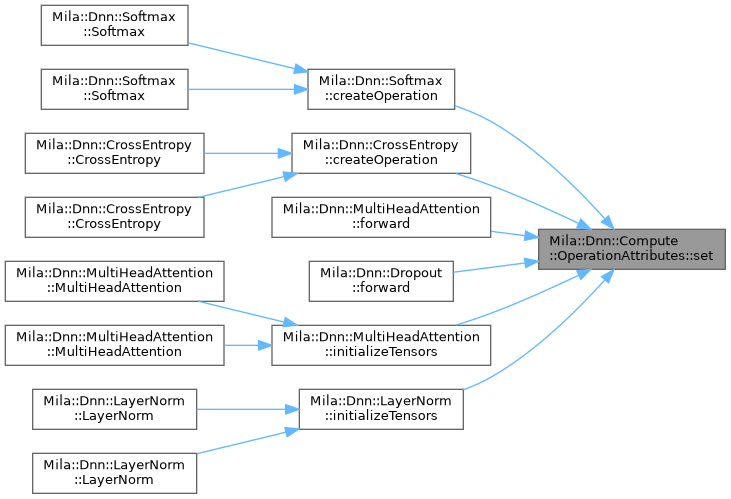 Mila::Dnn::Softmax
::Softmax
Mila::Dnn::Softmax
::Softmax
Mila::Dnn::Softmax
::createOperation
Mila::Dnn::CrossEntropy
::CrossEntropy
Mila::Dnn::CrossEntropy
::createOperation
Mila::Dnn::CrossEntropy
::CrossEntropy
Mila::Dnn::MultiHeadAttention
::forward
Mila::Dnn::Compute
::OperationAttributes::set
Mila::Dnn::Dropout
::forward
Mila::Dnn::MultiHeadAttention
::MultiHeadAttention
Mila::Dnn::MultiHeadAttention
::MultiHeadAttention
Mila::Dnn::MultiHeadAttention
::initializeTensors
Mila::Dnn::LayerNorm
::LayerNorm
Mila::Dnn::LayerNorm
::initializeTensors
Mila::Dnn::LayerNorm
::LayerNorm